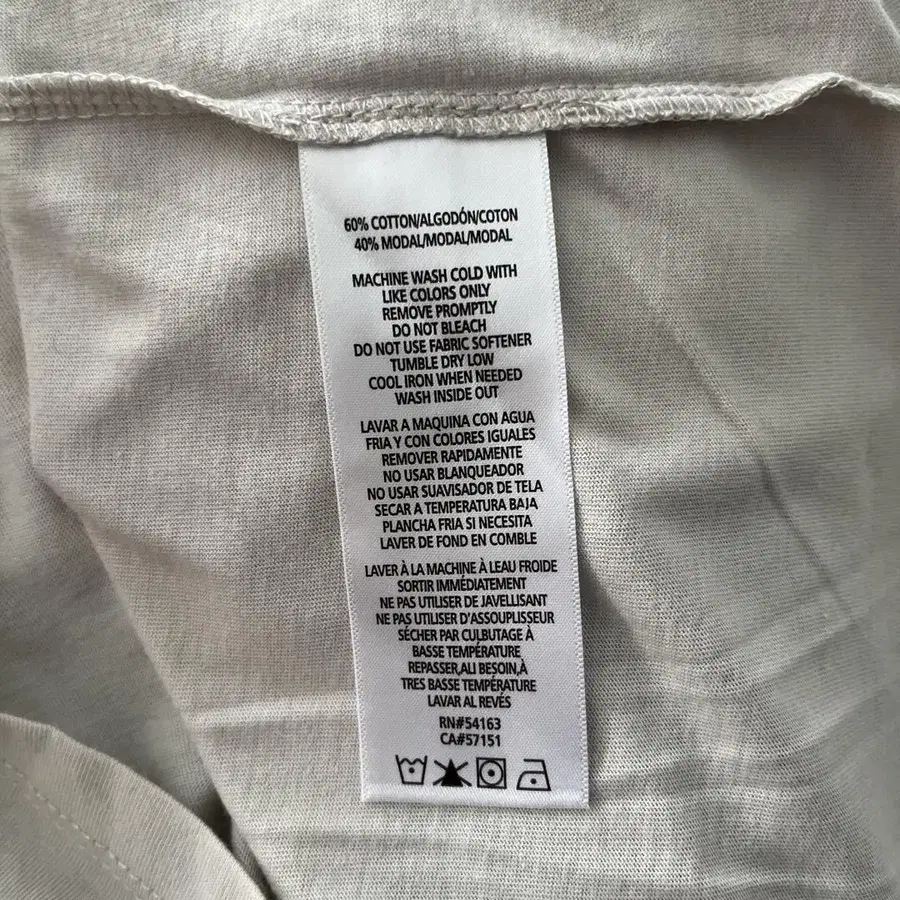 60% COTTON/ALGODÓN/COTON
40% MODAL/MODAL/MODAL
MACHINE WASH COLD WITH
LIKE COLORS ONLY
REMOVE PROMPTLY
DO NOT BLEACH
DO NOT USE FABRIC SOFTENER
TUMBLE DRY LOW
COOL IRON WHEN NEEDED
WASH INSIDE OUT
LAVAR A MAQUINA CON AGUA
FRIA Y CON COLORES IGUALES
REMOVER RAPIDAMENTE
NO USAR BLANQUEADOR
NO USAR SUAVISADOR DE TELA
SECAR A TEMPERATURA BAJA
PLANCHA FRIA SI NECESITA
LAVER DE FOND EN COMBLE
LAVER À LA MACHINE À LEAU FROIDE
SORTIR IMMÉDIATEMENT
NE PAS UTILISER DE JAVELLISANT
NE PAS UTILISER D'ASSOUPLISSEUR
SÉCHER PAR CULBUTAGE À
BASSE TEMPÉRATURE
REPASSER,ALI BESOIN,À
TRES BASSE TEMPÉRATURE
LAVAR AL REVÉS
RN#54163
CA#57151